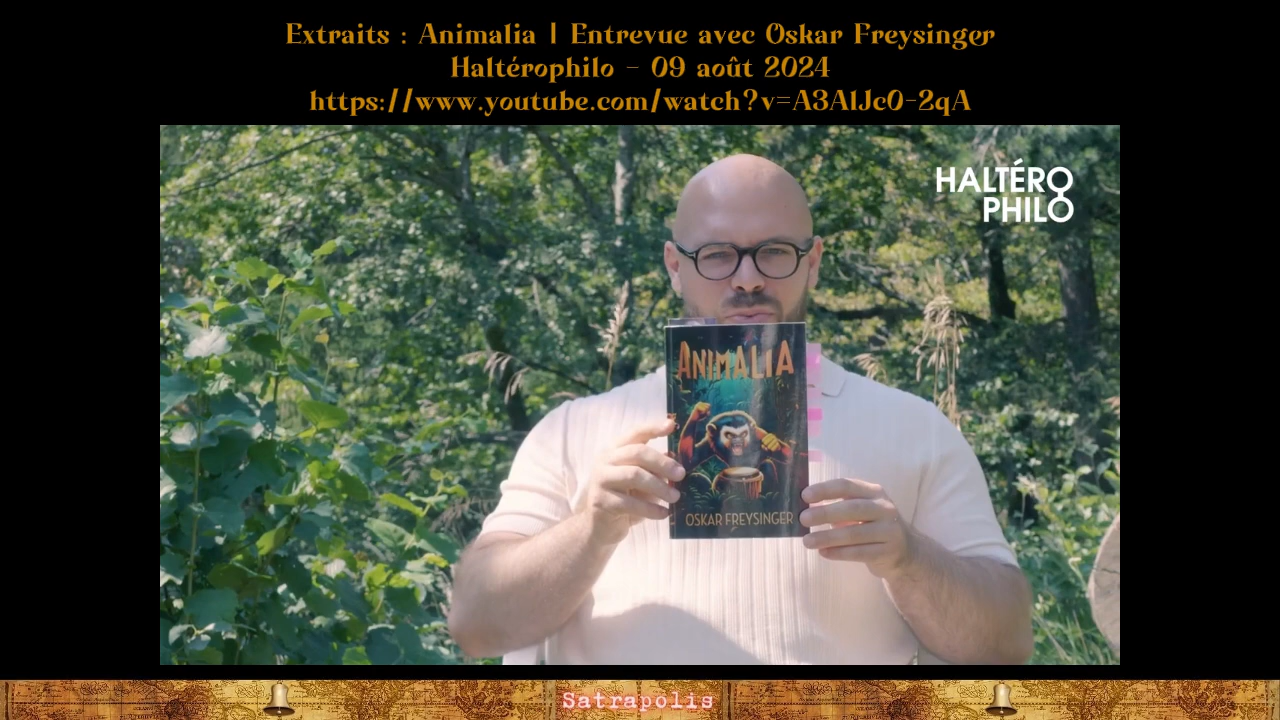 Extraits : Animalia | Entrevue avec Oskar Freysinger
Haltérophilo - 09 août 2024
https://www.youtube.com/watch?v=A3AlJc0-2qA
HALTÉRO
PHILO
ANIMALIA
OSKAR FREYSINGER
Satrapolis